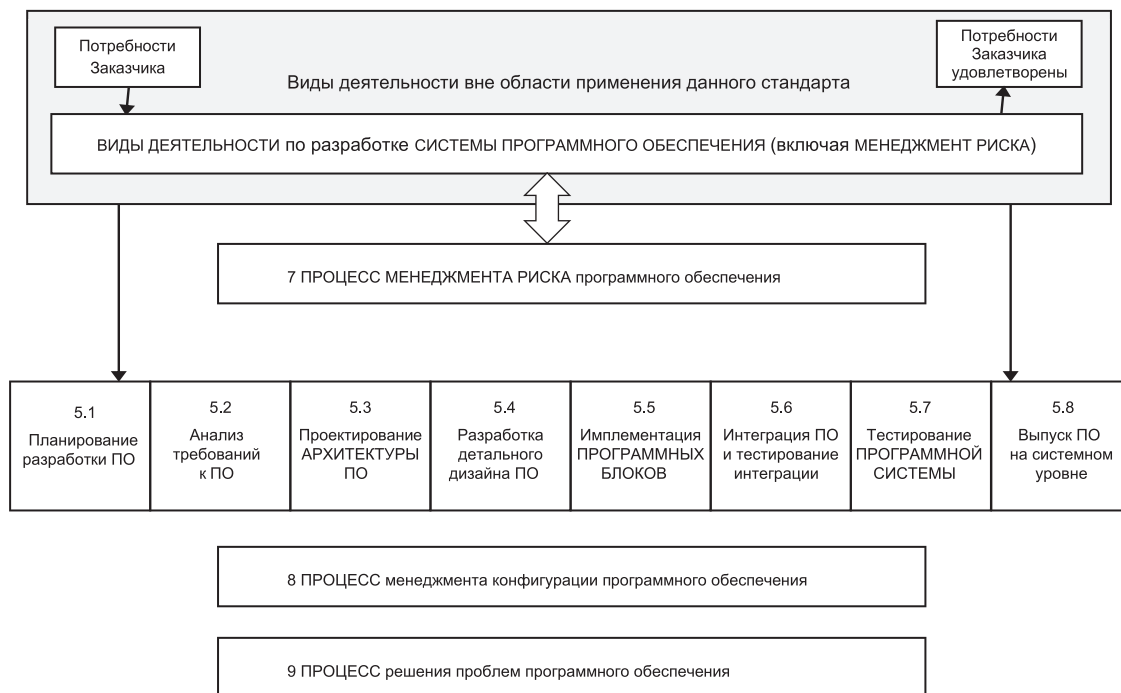 Потребности
Заказчика
Потребности
Заказчика
удовлетворены
Виды деятельности вне области применения данного стандарта
ВИДЫ ДЕЯТЕЛЬНОСТИ по разработке СИСТЕМЫ ПРОГРАММНОГО ОБЕСПЕЧЕНИЯ (включая МЕНЕДЖМЕНТ РИСКА)
7 ПРОЦЕСС МЕНЕДЖМЕНТА РИСКА программного обеспечения
5.1
Планирование
разработки ПО
5.2
Анализ
требований
к ПО
5.3
Проектирование
АРХИТЕКТУРЫ
ПО
5.4
Разработка
детального
дизайна ПО
5.5
Имплементация
ПРОГРАММНЫХ
БЛОКОВ
5.6
Интеграция ПО
и тестирование
интеграции
5.7
Тестирование
ПРОГРАММНОЙ
СИСТЕМЫ
5.8
Выпуск ПО
на системном
уровне
8 ПРОЦЕСС менеджмента конфигурации программного обеспечения
9 ПРОЦЕСС решения проблем программного обеспечения